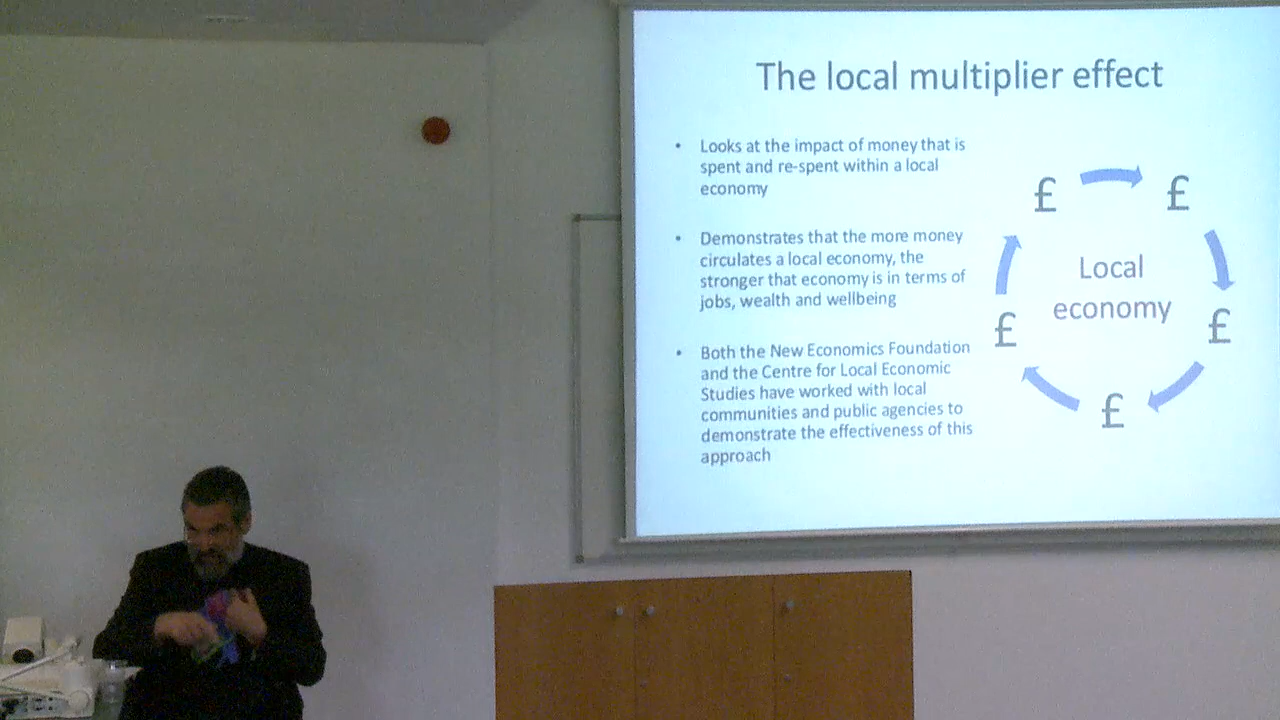 The local multiplier effect
• Looks at the impact of money that is
spent and re-spent within a local
economy
• Demonstrates that the more money
circulates a local economy, the
stronger that economy is in terms of
jobs, wealth and wellbeing
• Both the New Economics Foundation
and the Centre for Local Economic
Studies have worked with local
communities and public agencies to
demonstrate the effectiveness of this
approach
£ £
Local
economy
£ £
£